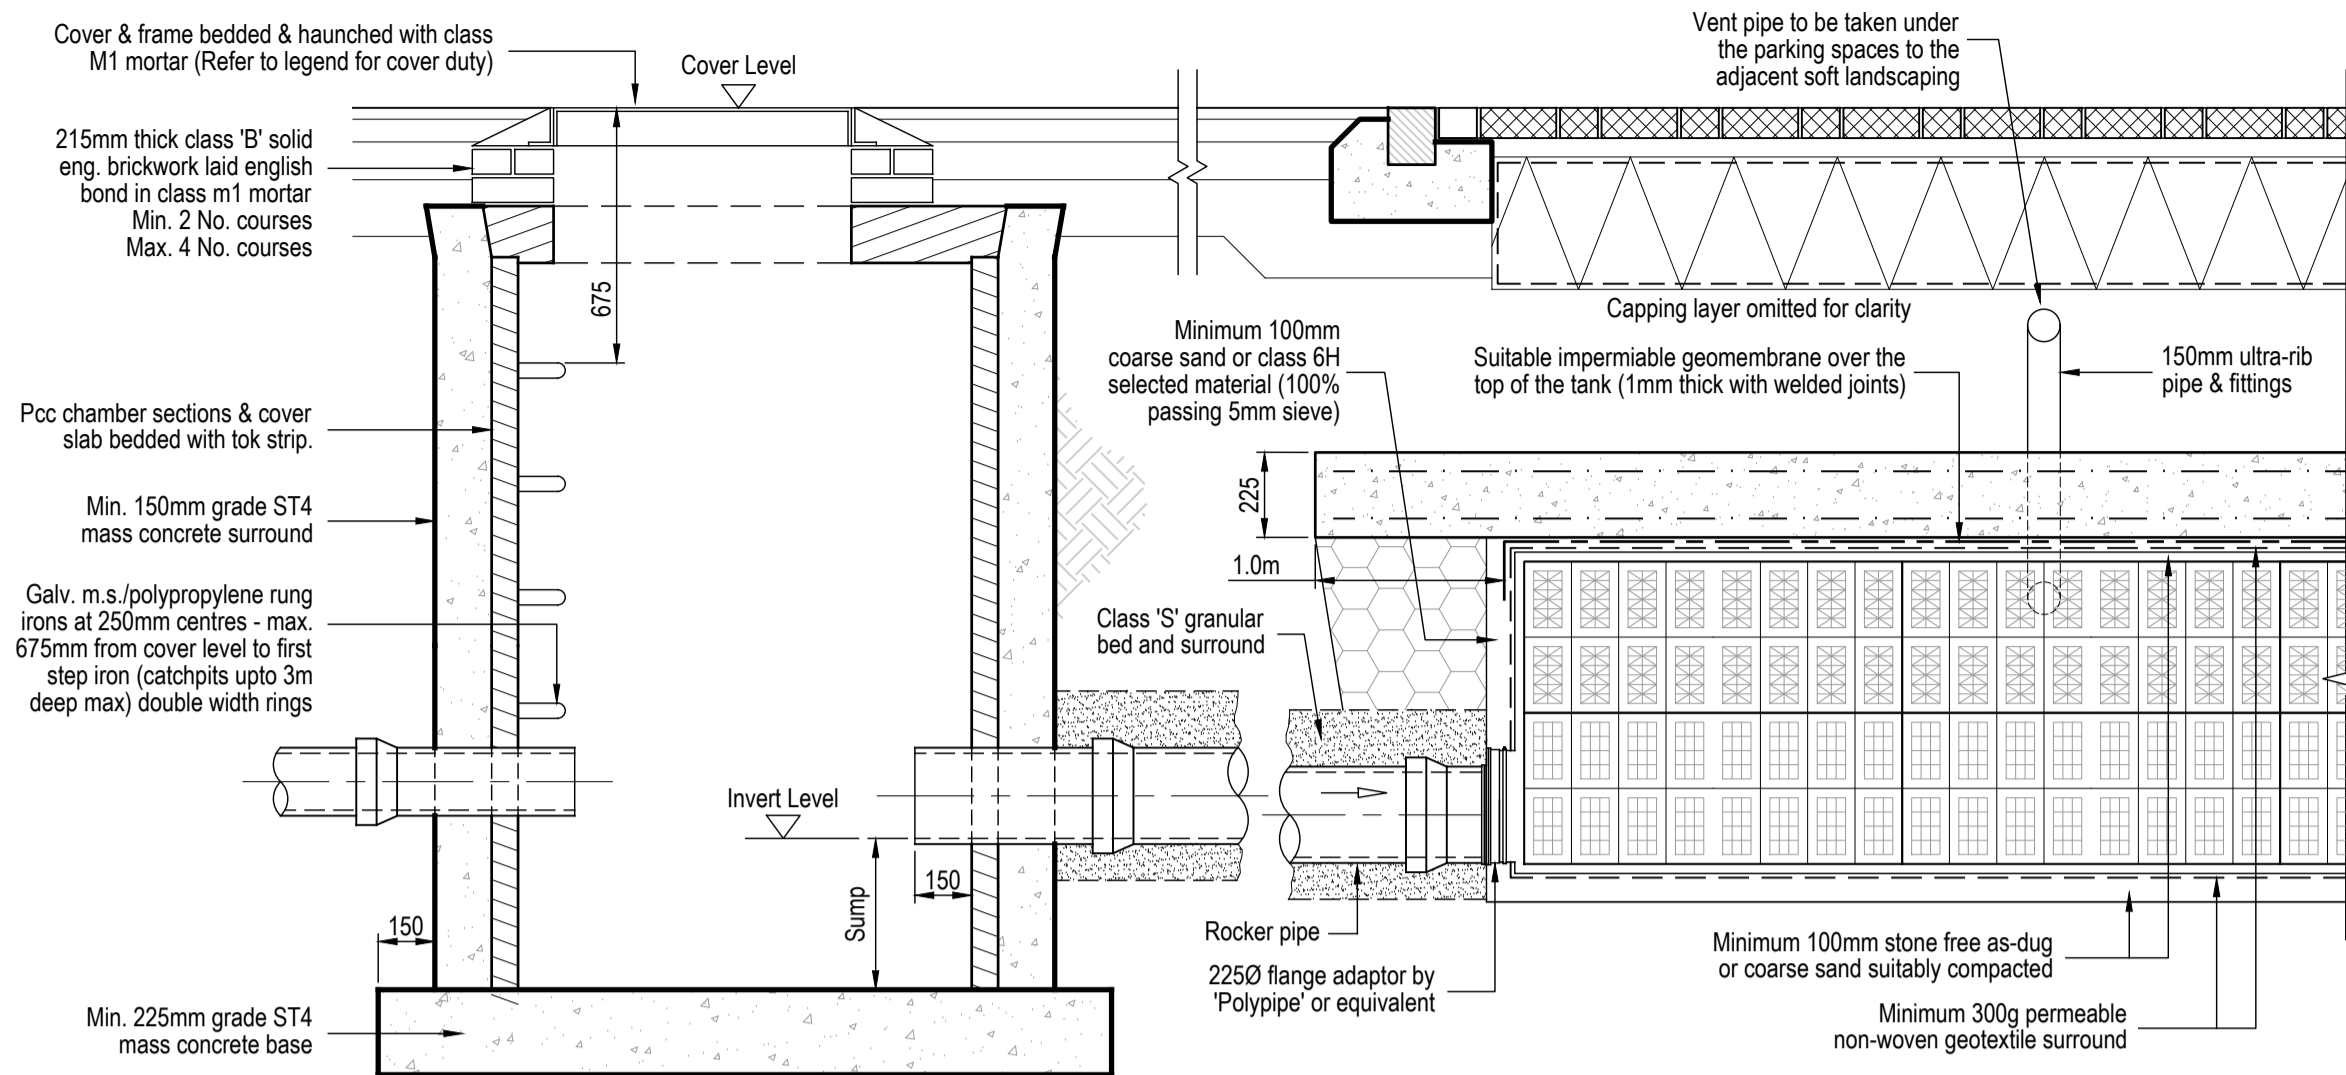 Cover & frame bedded & haunched with class
M1 mortar (Refer to legend for cover duty)
Cover Level
Vent pipe to be taken under
the parking spaces to the
adjacent soft landscaping
215mm thick class 'B' solid
eng. brickwork laid english
bond in class m1 mortar
Min. 2 No. courses
Max. 4 No. courses
675
Capping layer omitted for clarity
Minimum 100mm
coarse sand or class 6H
selected material (100%
passing 5mm sieve)
Suitable impermiable geomembrane over the
top of the tank (1mm thick with welded joints)
150mm ultra-rib
pipe & fittings
Pcc chamber sections & cover
slab bedded with tok strip.
Min. 150mm grade ST4
mass concrete surround
225
1.0m
Galv. m.s./polypropylene rung
irons at 250mm centres - max.
675mm from cover level to first
step iron (catchpits upto 3m
deep max) double width rings
Class 'S' granular
bed and surround
Invert Level
150
Sump
150
Rocker pipe
225Ø flange adaptor by
'Polypipe' or equivalent
Minimum 100mm stone free as-dug
or coarse sand suitably compacted
Minimum 300g permeable
non-woven geotextile surround
Min. 225mm grade ST4
mass concrete base